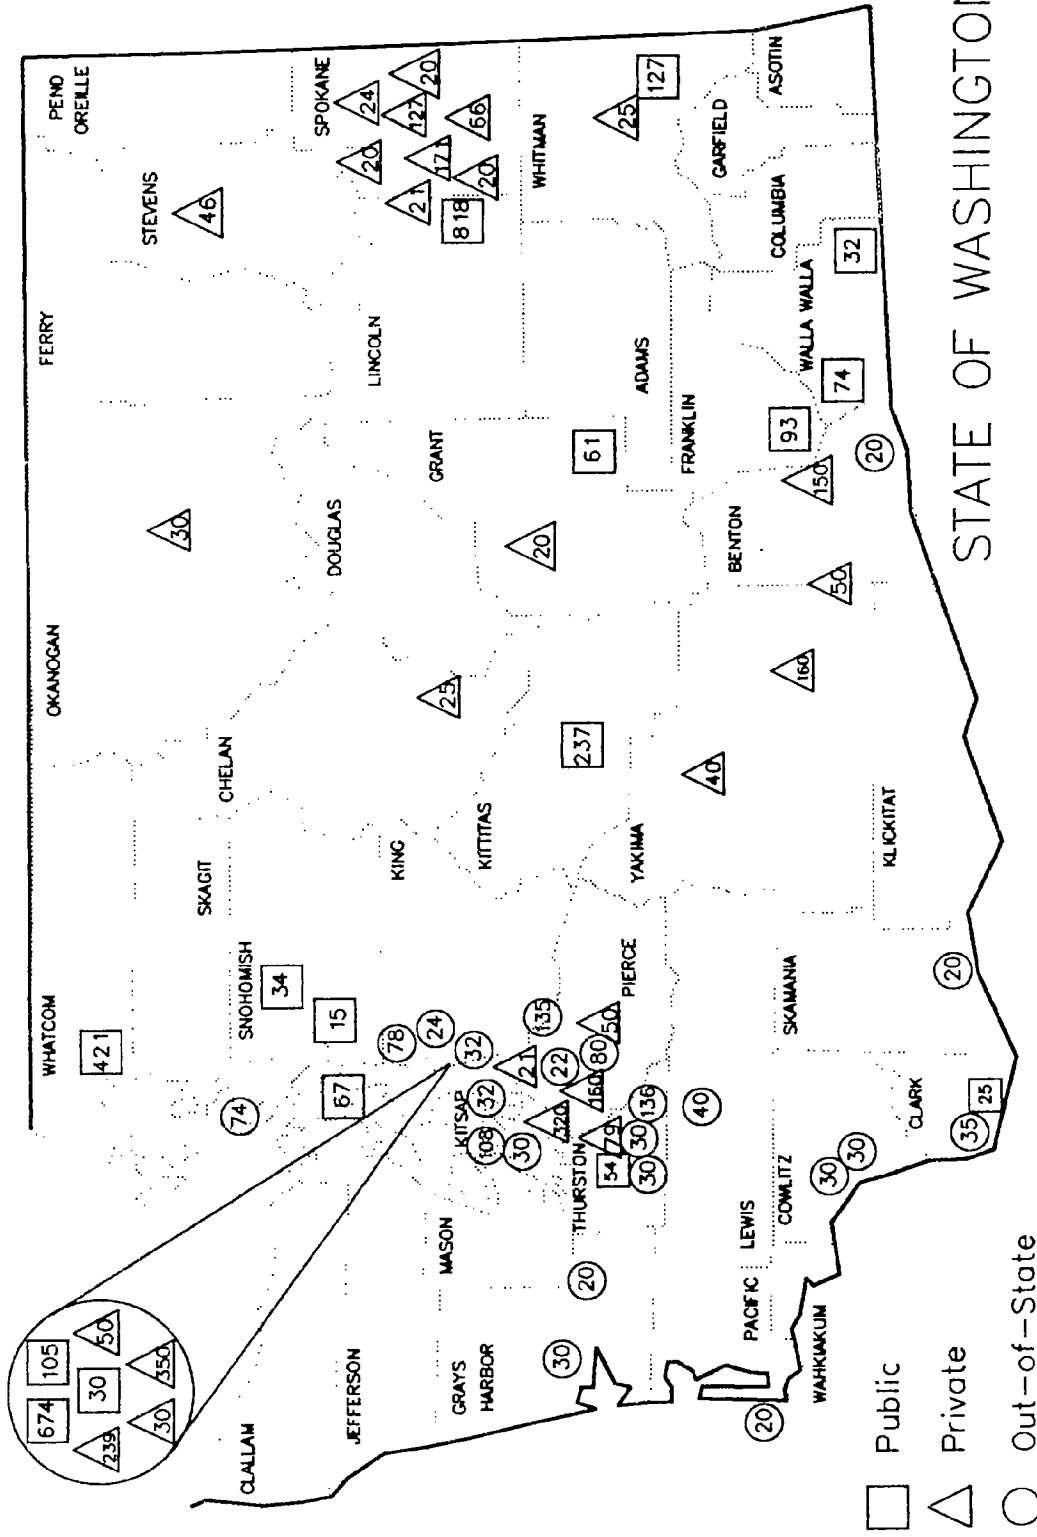 STATE OF WASHINGTON
Public
Private
Out-of-State
WHATCOM
OKANOGAN
FERRY
STEVENS
PEND
OREILLE
SKAGIT
CHELAN
SNOHOMISH
CLALLAM
JEFFERSON
KING
KITTITAS
DOUGLAS
GRANT
LINCOLN
SPOKANE
MASON
KITSAP
GRAYS
HARBOR
THURSTON
PIERCE
YAKIMA
ADAMS
WHITMAN
FRANKLIN
GARFIELD
PACIFIC
LEWIS
COWLITZ
SKAMANIA
BENTON
WALLA WALLA
COLUMBIA
ASOTIN
WAHKIAKUM
CLARK
KLICKITAT
674
105
30
239
50
30
350
421
30
46
74
34
15
67
78
24
32
32
108
30
135
21
22
80
50
160
320
79
54
30
30
136
40
20
30
20
25
237
40
20
61
160
50
150
93
74
20
32
20
24
20
127
21
171
66
20
818
25
127
30
30
35
25
20